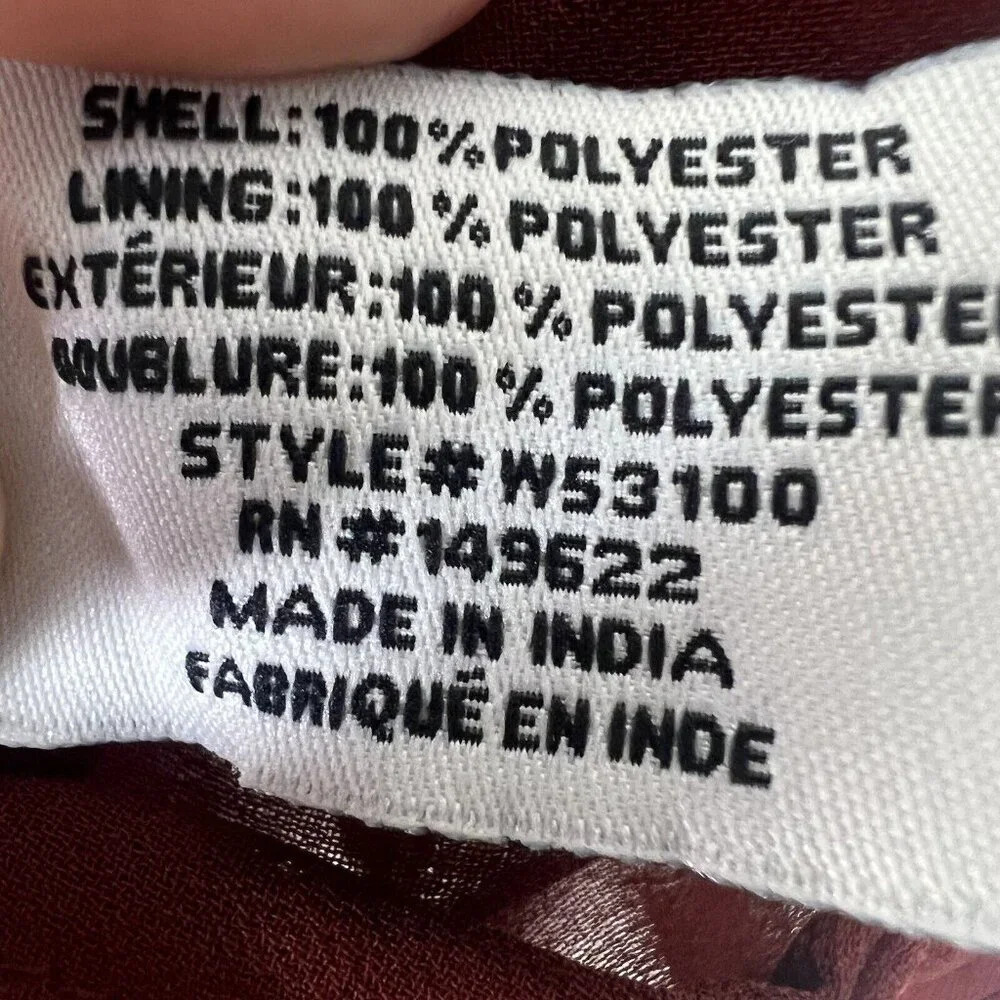 SHELL:100%POLYESTER
LINING:100 % POLYESTER
EXTÉRIEUR:100 % POLYESTER
DOUBLURE:100 % POLYESTER
STYLE# WS3100
RN #149622
MADE IN INDIA
FABRIQUÉ EN INDE